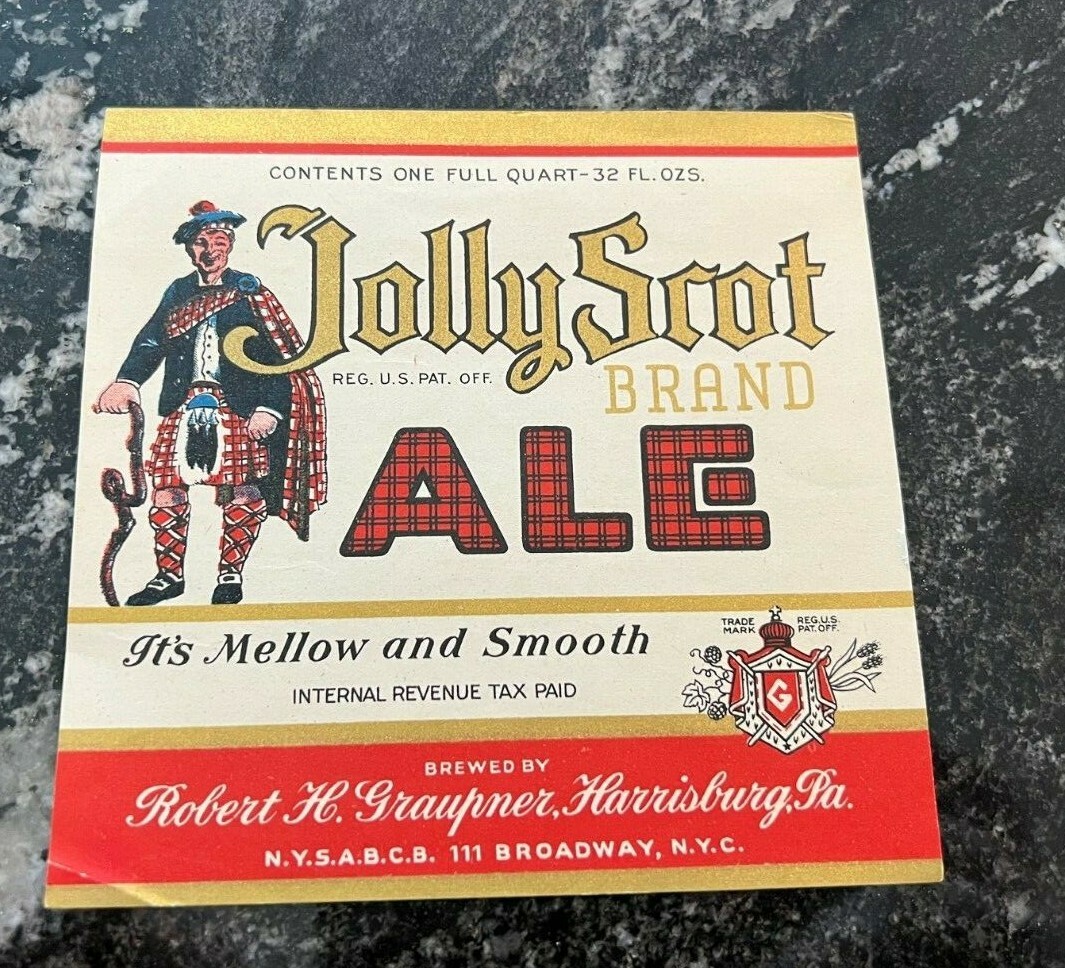 CONTENTS ONE FULL QUART-32 FL. OZS.
Jolly Scot
REG. U.S. PAT. OFF.
BRAND
ALE
It's Mellow and Smooth
INTERNAL REVENUE TAX PAID
TRADE MARK
REG. U.S. PAT. OFF.
G
BREWED BY
Robert H. Graupner, Harrisburg, Pa.
N.Y.S.A.B.C.B. 111 BROADWAY, N.Y.C.